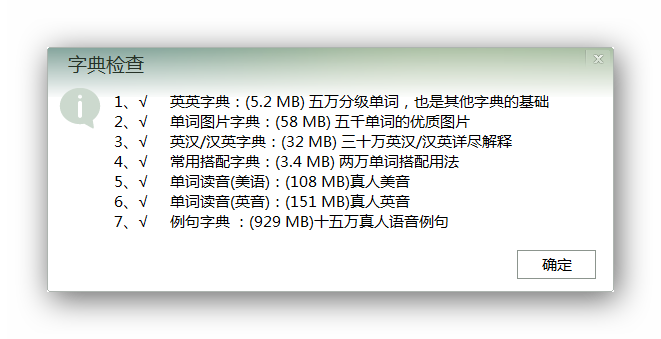 字典检查
1、√ 英英字典：(5.2 MB) 五万分级单词，也是其他字典的基础
2、√ 单词图片字典：(58 MB) 五千单词的优质图片
3、√ 英汉/汉英字典：(32 MB) 三十万英汉/汉英详尽解释
4、√ 常用搭配字典：(3.4 MB) 两万单词搭配用法
5、√ 单词读音(美语)：(108 MB)真人美音
6、√ 单词读音(英音)：(151 MB)真人英音
7、√ 例句字典 ：(929 MB)十五万真人语音例句
确定